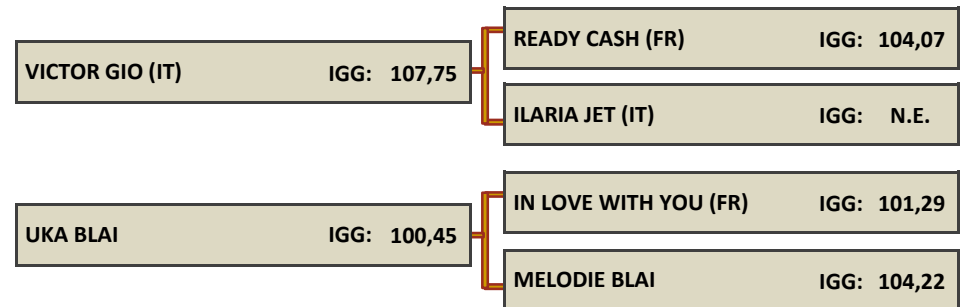 READY CASH (FR) IGG: 104,07
VICTOR GIO (IT) IGG: 107,75
ILARIA JET (IT) IGG: N.E.
IN LOVE WITH YOU (FR) IGG: 101,29
UKA BLAI IGG: 100,45
MELODIE BLAI IGG: 104,22